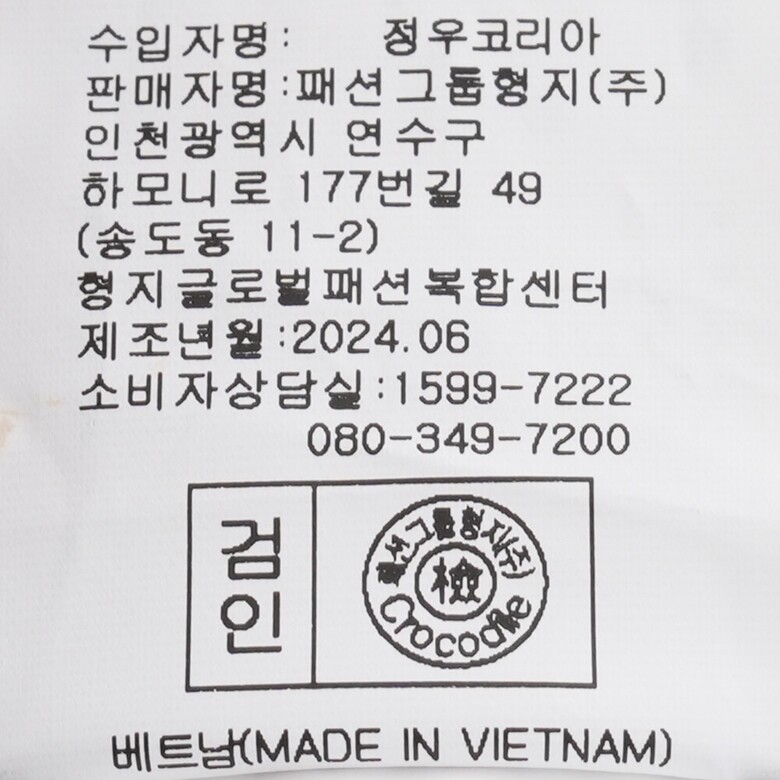 수입자명: 정우코리아
판매자명:패션그룹형지(주)
인천광역시 연수구
하모니로 177번길 49
(송도동 11-2)
형지글로벌패션복합센터
제조년월:2024.06
소비자상담실:1599-7222
080-349-7200
검인
패션그룹형지(주)
檢
Crocodile
베트남(MADE IN VIETNAM)